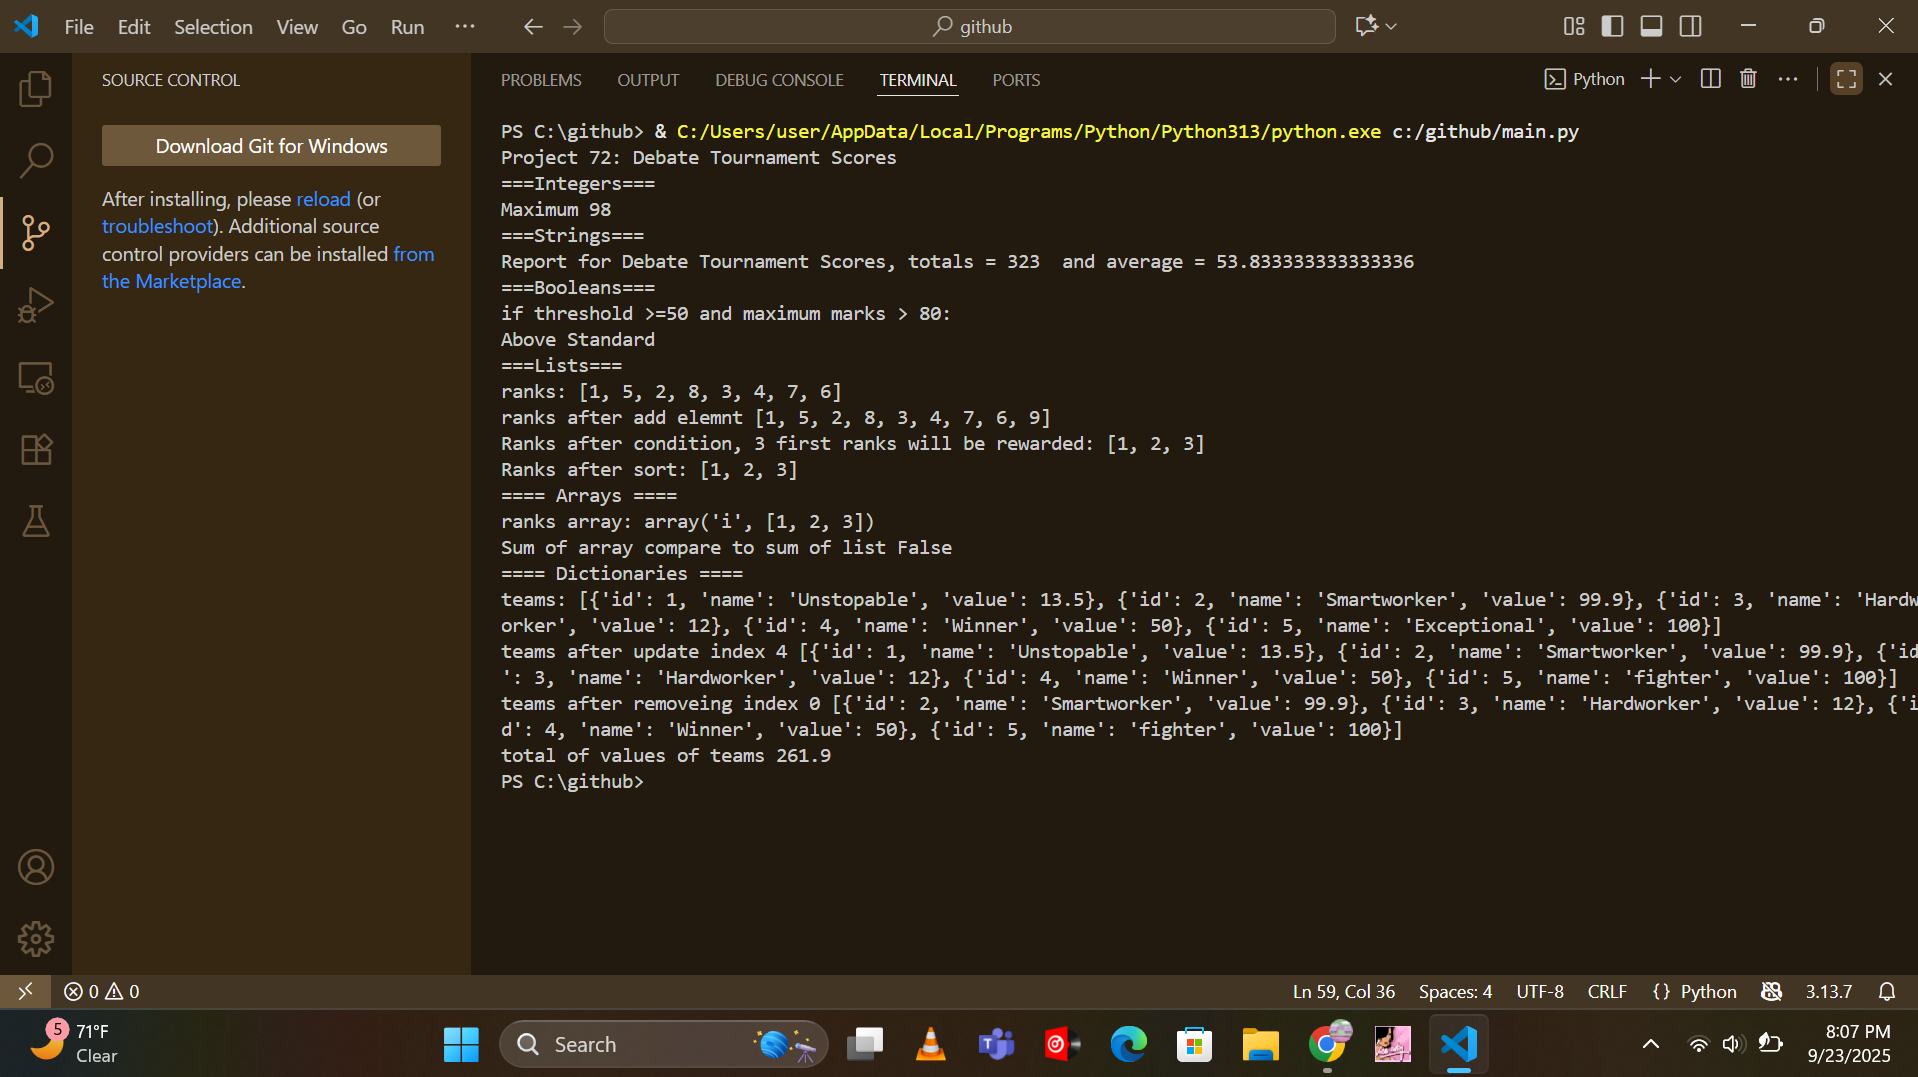 File Edit Selection View Go Run ··· github
SOURCE CONTROL
Download Git for Windows
After installing, please reload (or
troubleshoot). Additional source
control providers can be installed from
the Marketplace.
PROBLEMS OUTPUT DEBUG CONSOLE TERMINAL PORTS Python
PS C:\github> & C:/Users/user/AppData/Local/Programs/Python/Python313/python.exe c:/github/main.py
Project 72: Debate Tournament Scores
===Integers===
Maximum 98
===Strings===
Report for Debate Tournament Scores, totals = 323  and average = 53.833333333333336
===Booleans===
if threshold >=50 and maximum marks > 80:
Above Standard
===Lists===
ranks: [1, 5, 2, 8, 3, 4, 7, 6]
ranks after add elemnt [1, 5, 2, 8, 3, 4, 7, 6, 9]
Ranks after condition, 3 first ranks will be rewarded: [1, 2, 3]
Ranks after sort: [1, 2, 3]
==== Arrays ====
ranks array: array('i', [1, 2, 3])
Sum of array compare to sum of list False
==== Dictionaries ====
teams: [{'id': 1, 'name': 'Unstopable', 'value': 13.5}, {'id': 2, 'name': 'Smartworker', 'value': 99.9}, {'id': 3, 'name': 'Hardw
orker', 'value': 12}, {'id': 4, 'name': 'Winner', 'value': 50}, {'id': 5, 'name': 'Exceptional', 'value': 100}]
teams after update index 4 [{'id': 1, 'name': 'Unstopable', 'value': 13.5}, {'id': 2, 'name': 'Smartworker', 'value': 99.9}, {'id
': 3, 'name': 'Hardworker', 'value': 12}, {'id': 4, 'name': 'Winner', 'value': 50}, {'id': 5, 'name': 'fighter', 'value': 100}]
teams after removeing index 0 [{'id': 2, 'name': 'Smartworker', 'value': 99.9}, {'id': 3, 'name': 'Hardworker', 'value': 12}, {'i
d': 4, 'name': 'Winner', 'value': 50}, {'id': 5, 'name': 'fighter', 'value': 100}]
total of values of teams 261.9
PS C:\github>
0 0 Ln 59, Col 36 Spaces: 4 UTF-8 CRLF {} Python 3.13.7
5 71°F
Clear
Search
8:07 PM
9/23/2025